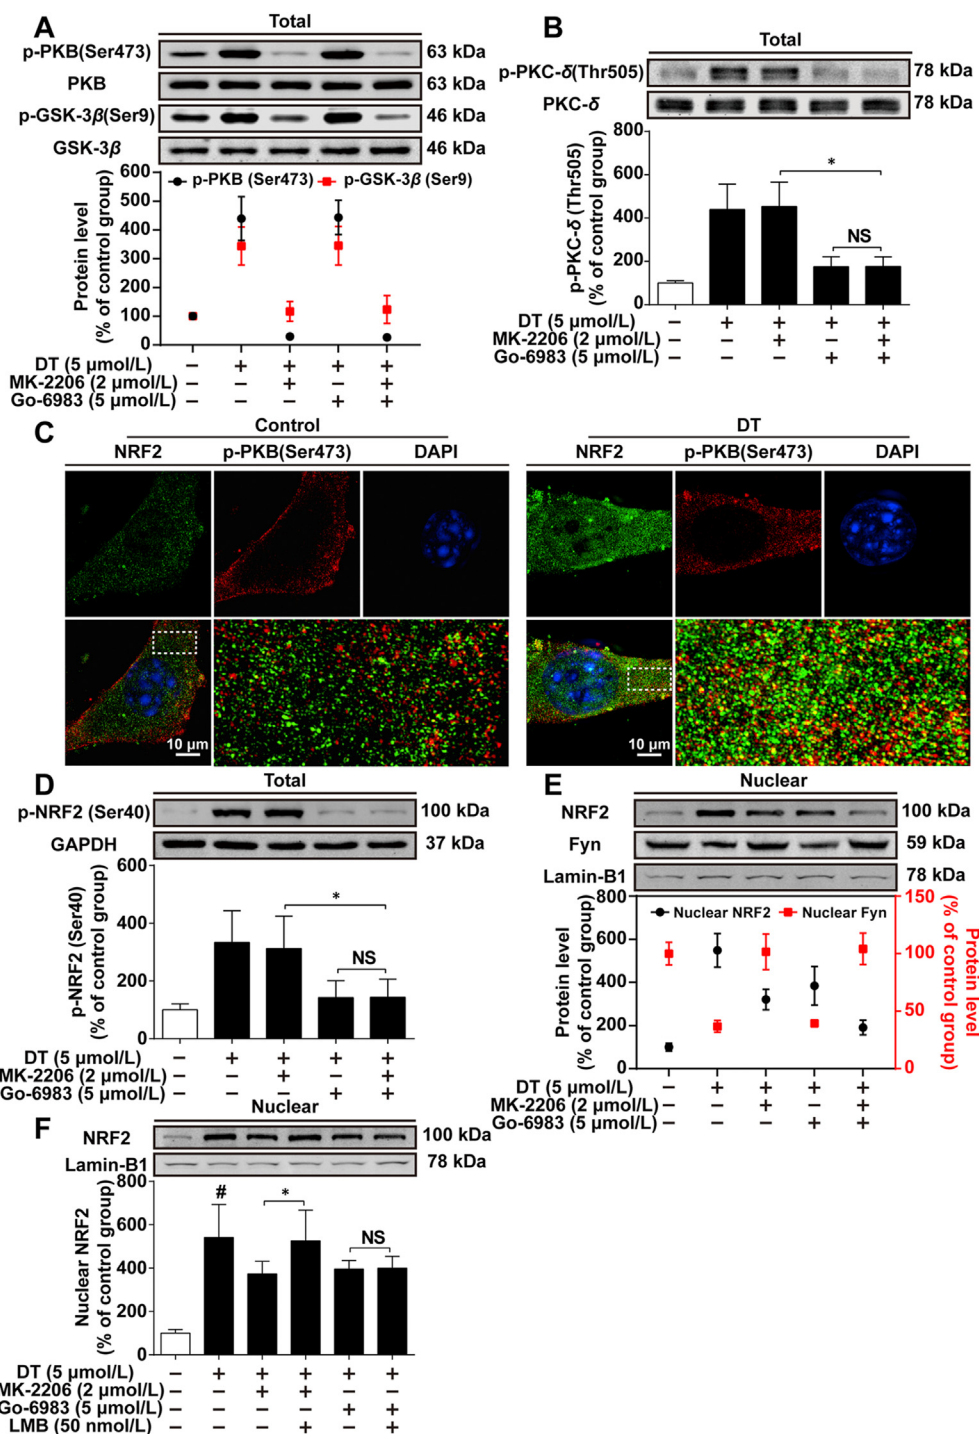 A
Total
p-PKB(Ser473) 63 kDa
PKB 63 kDa
p-GSK-3β(Ser9) 46 kDa
GSK-3β 46 kDa
p-PKB (Ser473) p-GSK-3β (Ser9)
Protein level
(% of control group)
600
500
400
300
200
100
0
DT (5 μmol/L) − + + + +
MK-2206 (2 μmol/L) − − + − +
Go-6983 (5 μmol/L) − − − + +
B
Total
p-PKC-δ(Thr505) 78 kDa
PKC-δ 78 kDa
p-PKC-δ (Thr505)
(% of control group)
800
600
400
200
0
*
NS
DT (5 μmol/L) − + + + +
MK-2206 (2 μmol/L) − − + − +
Go-6983 (5 μmol/L) − − − + +
C
Control
NRF2 p-PKB(Ser473) DAPI
10 μm
DT
NRF2 p-PKB(Ser473) DAPI
10 μm
D
Total
p-NRF2 (Ser40) 100 kDa
GAPDH 37 kDa
p-NRF2 (Ser40)
(% of control group)
600
400
200
0
*
NS
DT (5 μmol/L) − + + + +
MK-2206 (2 μmol/L) − − + − +
Go-6983 (5 μmol/L) − − − + +
E
Nuclear
NRF2 100 kDa
Fyn 59 kDa
Lamin-B1 78 kDa
Nuclear NRF2 Nuclear Fyn
Protein level
(% of control group)
800
600
400
200
0
150
100
50
0
Protein level
(% of control group)
DT (5 μmol/L) − + + + +
MK-2206 (2 μmol/L) − − + − +
Go-6983 (5 μmol/L) − − − + +
F
Nuclear
NRF2 100 kDa
Lamin-B1 78 kDa
Nuclear NRF2
(% of control group)
800
600
400
200
0
#
*
NS
DT (5 μmol/L) − + + + + +
MK-2206 (2 μmol/L) − − + + − −
Go-6983 (5 μmol/L) − − − − + +
LMB (50 nmol/L) − − − + − +